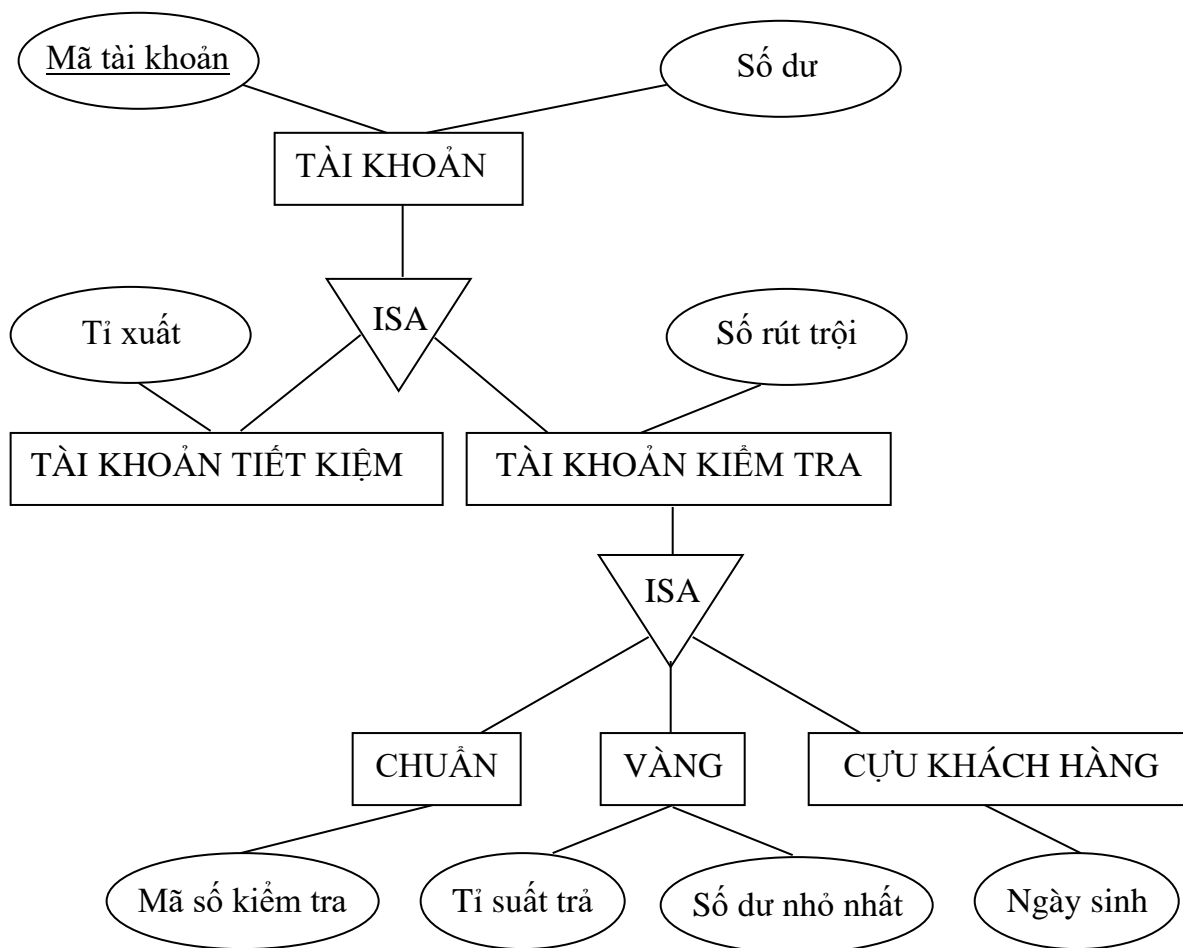 Mã tài khoản
Số dư
TÀI KHOẢN
ISA
Tỉ xuất
Số rút trội
TÀI KHOẢN TIẾT KIỆM
TÀI KHOẢN KIỂM TRA
ISA
CHUẨN
VÀNG
CỰU KHÁCH HÀNG
Mã số kiểm tra
Tỉ suất trả
Số dư nhỏ nhất
Ngày sinh